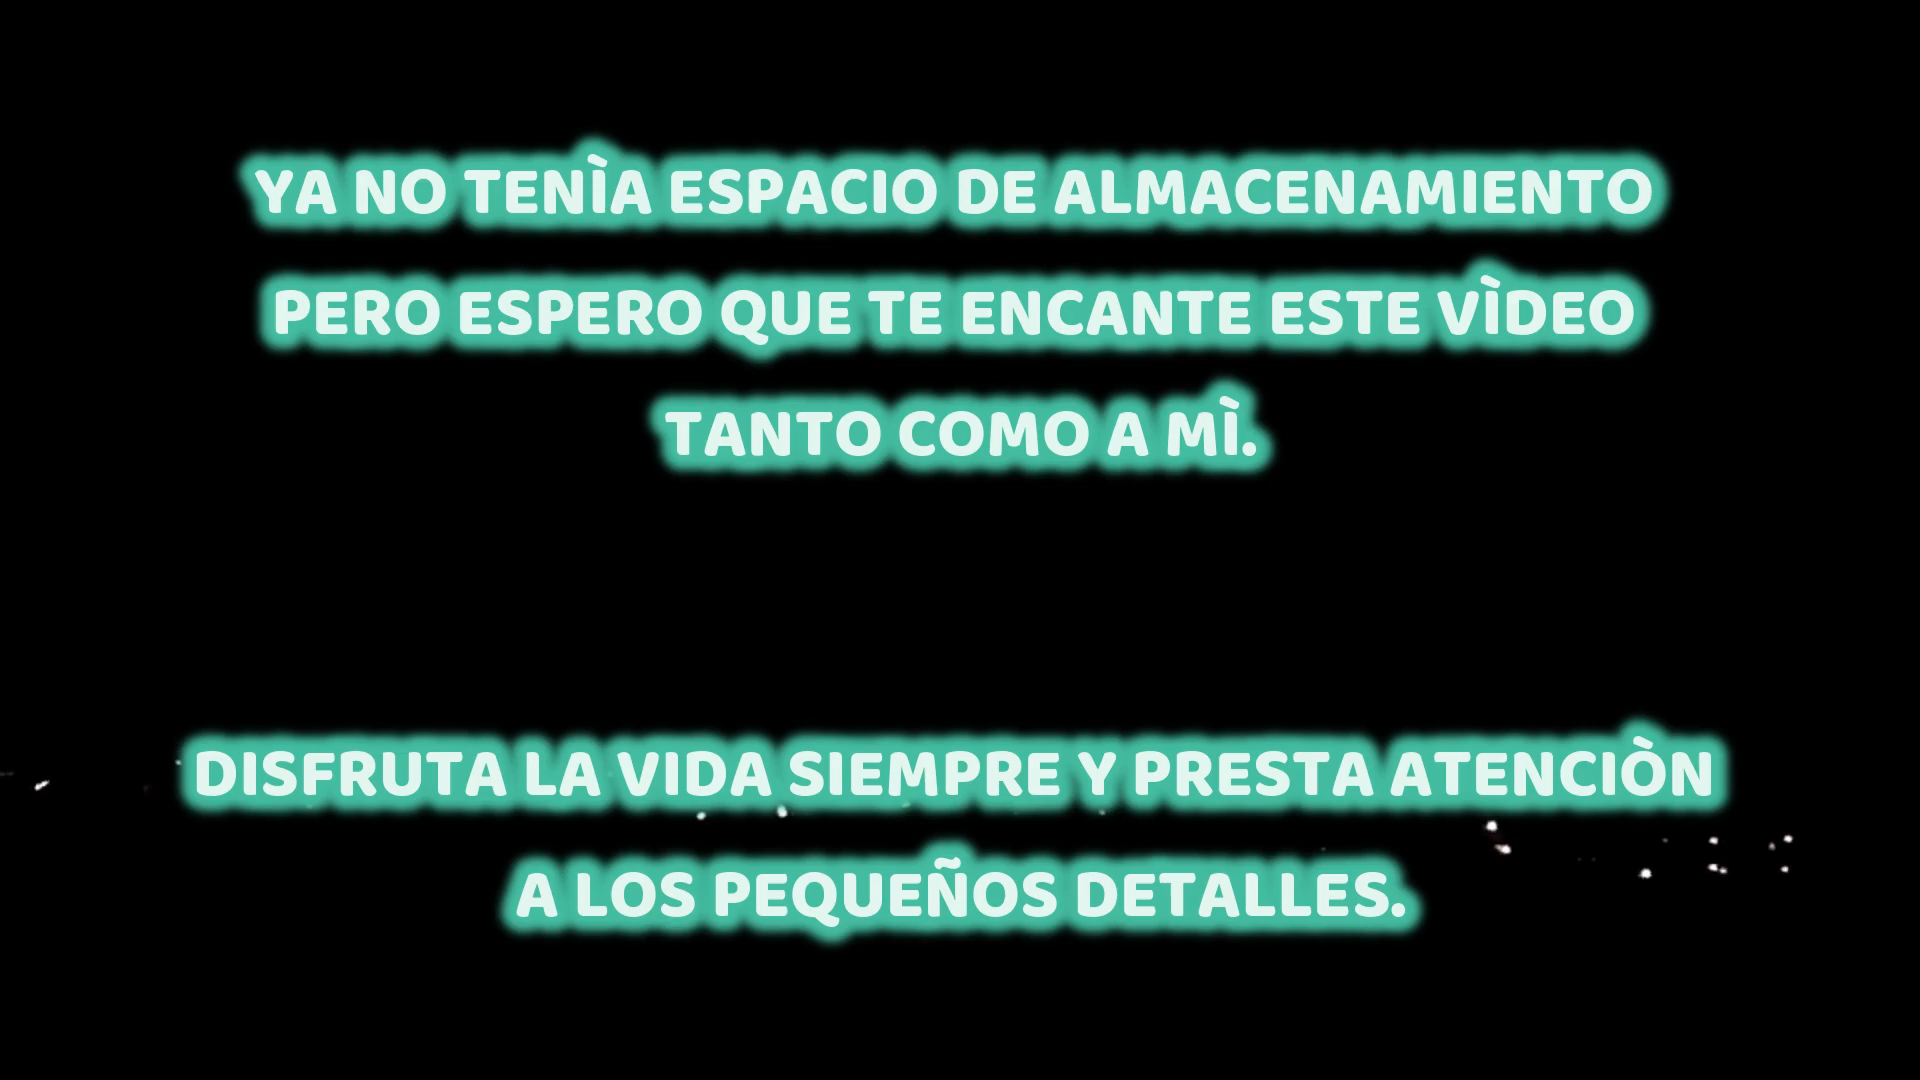 YA NO TENÌA ESPACIO DE ALMACENAMIENTO
PERO ESPERO QUE TE ENCANTE ESTE VÌDEO
TANTO COMO A MÌ.
DISFRUTA LA VIDA SIEMPRE Y PRESTA ATENCIÒN
A LOS PEQUEÑOS DETALLES.